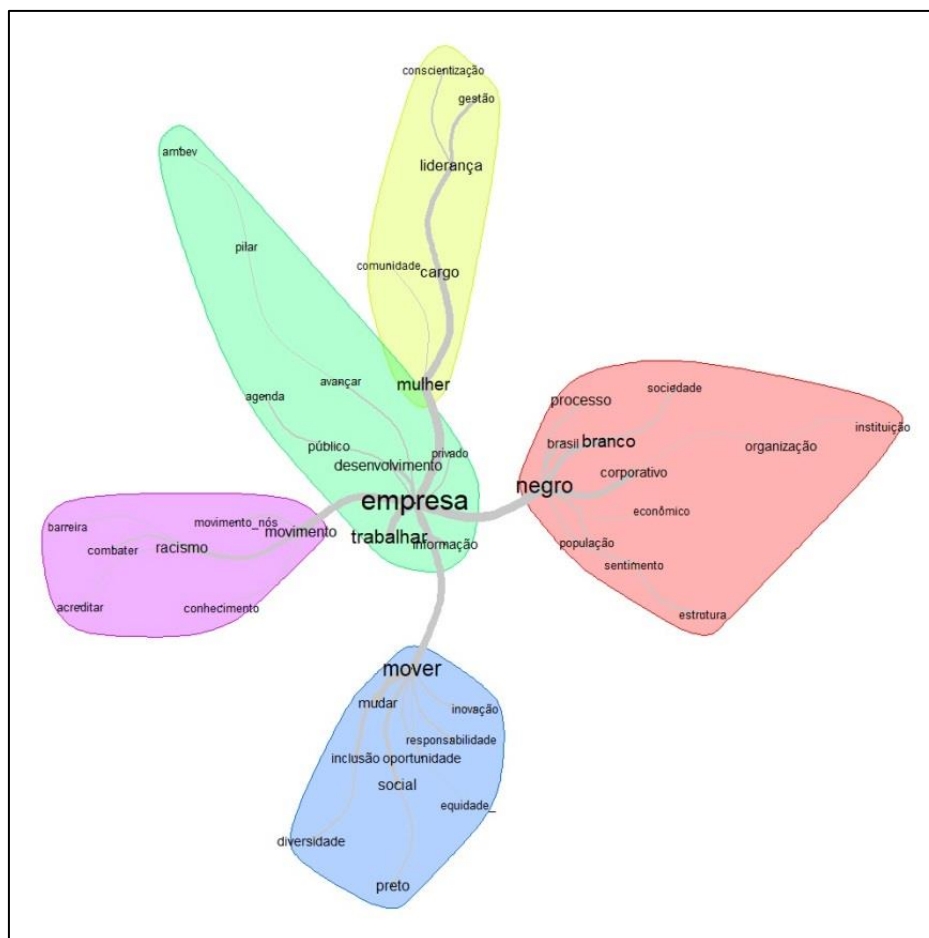 conscientização
gestão
liderança
comunidade
cargo
mulher
ambev
pilar
avançar
agenda
público
desenvolvimento
privado
empresa
trabalhar
informação
processo
sociedade
brasil
branco
instituição
organização
corporativo
negro
econômico
população
sentimento
estrutura
barreira
movimento_nós
movimento
combater
racismo
acreditar
conhecimento
mover
mudar
inovação
responsabilidade
inclusão
oportunidade
social
equidade_
diversidade
preto